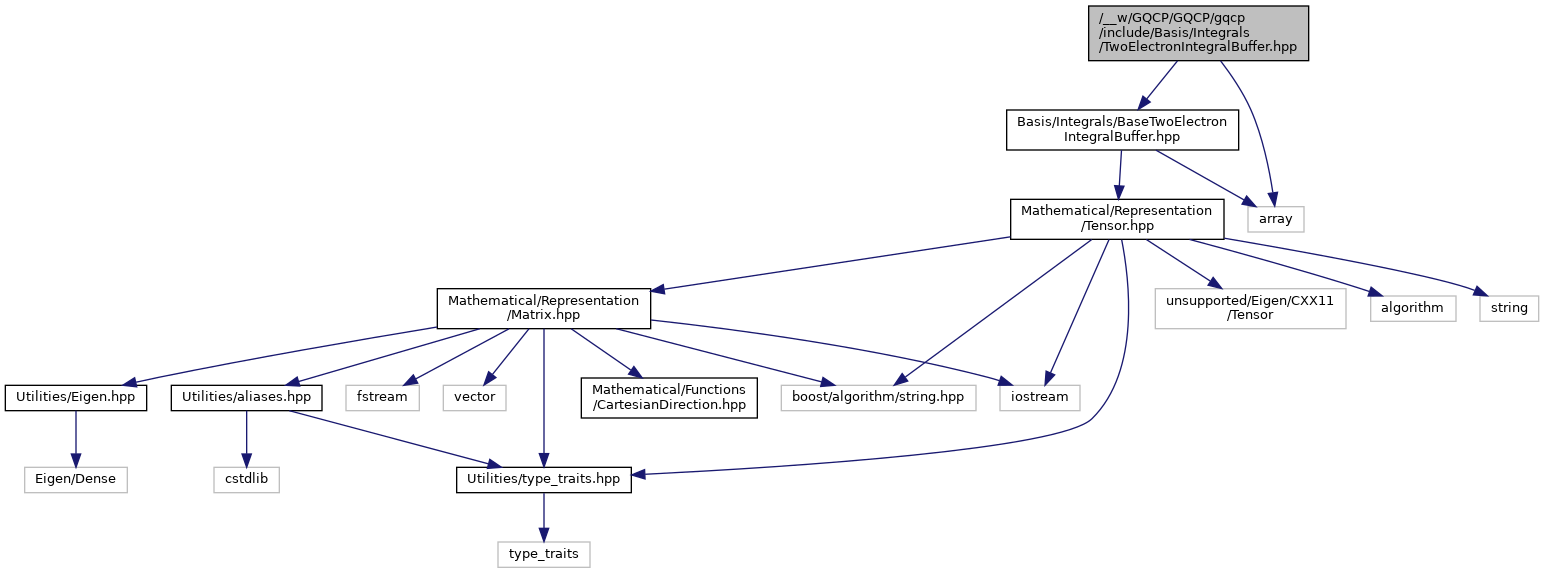 /__w/GQCP/GQCP/gqcp
/include/Basis/Integrals
/TwoElectronIntegralBuffer.hpp
Basis/Integrals/BaseTwoElectron
IntegralBuffer.hpp
Mathematical/Representation
/Tensor.hpp
array
Mathematical/Representation
/Matrix.hpp
unsupported/Eigen/CXX11
/Tensor
algorithm
string
Utilities/Eigen.hpp
Utilities/aliases.hpp
fstream
vector
Mathematical/Functions
/CartesianDirection.hpp
boost/algorithm/string.hpp
iostream
Eigen/Dense
cstdlib
Utilities/type_traits.hpp
type_traits